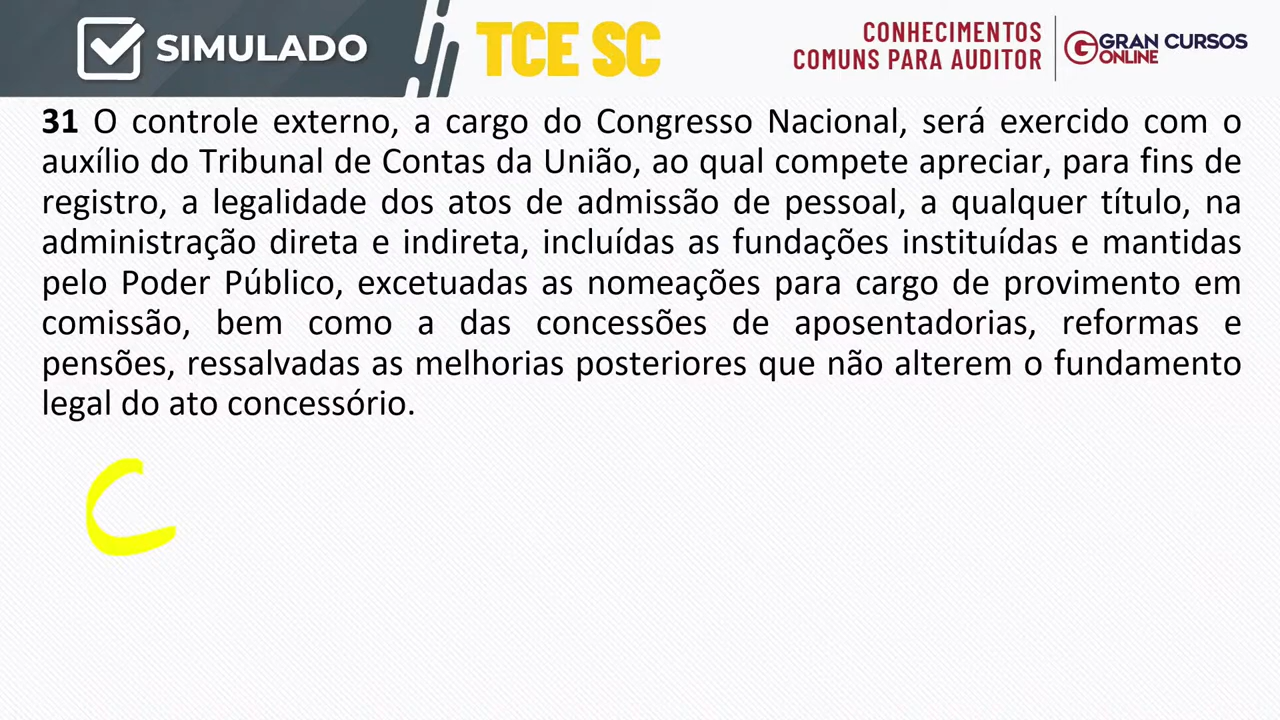 SIMULADO
TCE SC
CONHECIMENTOS
COMUNS PARA AUDITOR
GRAN CURSOS
ONLINE
31 O controle externo, a cargo do Congresso Nacional, será exercido com o
auxílio do Tribunal de Contas da União, ao qual compete apreciar, para fins de
registro, a legalidade dos atos de admissão de pessoal, a qualquer título, na
administração direta e indireta, incluídas as fundações instituídas e mantidas
pelo Poder Público, excetuadas as nomeações para cargo de provimento em
comissão, bem como a das concessões de aposentadorias, reformas e
pensões, ressalvadas as melhorias posteriores que não alterem o fundamento
legal do ato concessório.
C